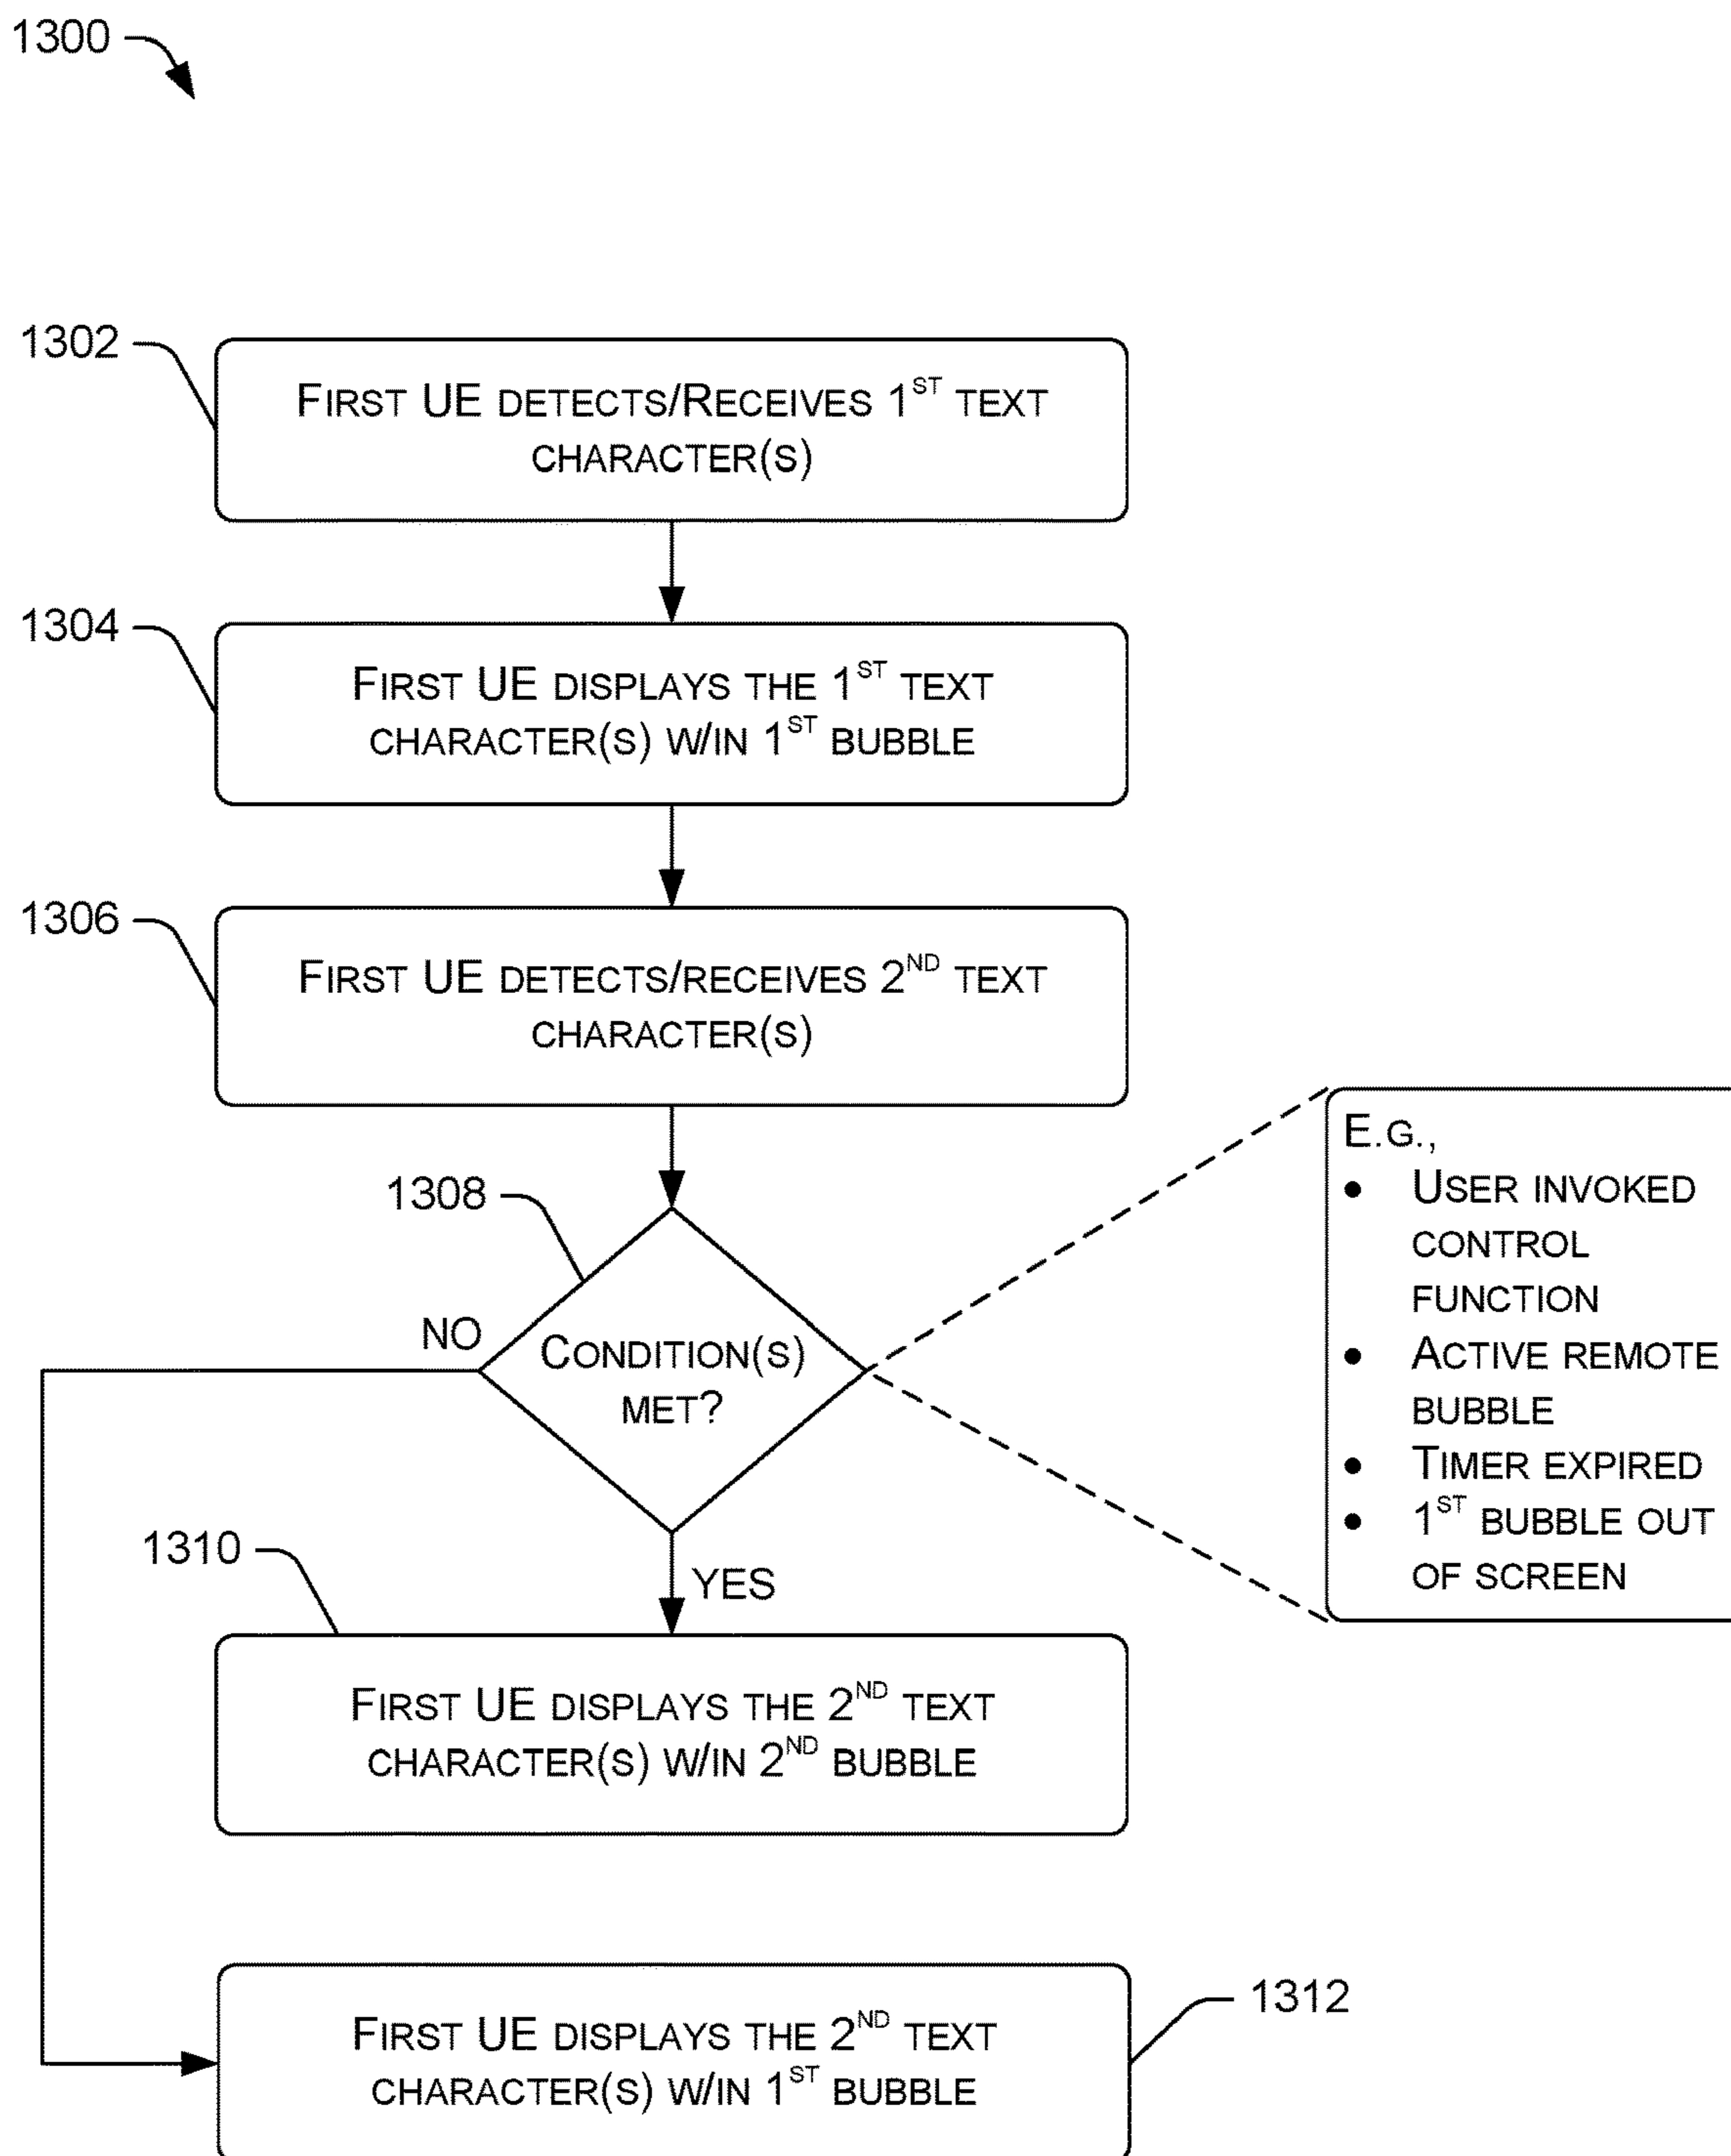 1300
1302
FIRST UE DETECTS/RECEIVES 1ST TEXT
CHARACTER(S)
1304
FIRST UE DISPLAYS THE 1ST TEXT
CHARACTER(S) W/IN 1ST BUBBLE
1306
FIRST UE DETECTS/RECEIVES 2ND TEXT
CHARACTER(S)
1308
NO
CONDITION(S)
MET?
E.G.,
• USER INVOKED
CONTROL
FUNCTION
• ACTIVE REMOTE
BUBBLE
• TIMER EXPIRED
• 1ST BUBBLE OUT
OF SCREEN
1310
YES
FIRST UE DISPLAYS THE 2ND TEXT
CHARACTER(S) W/IN 2ND BUBBLE
1312
FIRST UE DISPLAYS THE 2ND TEXT
CHARACTER(S) W/IN 1ST BUBBLE